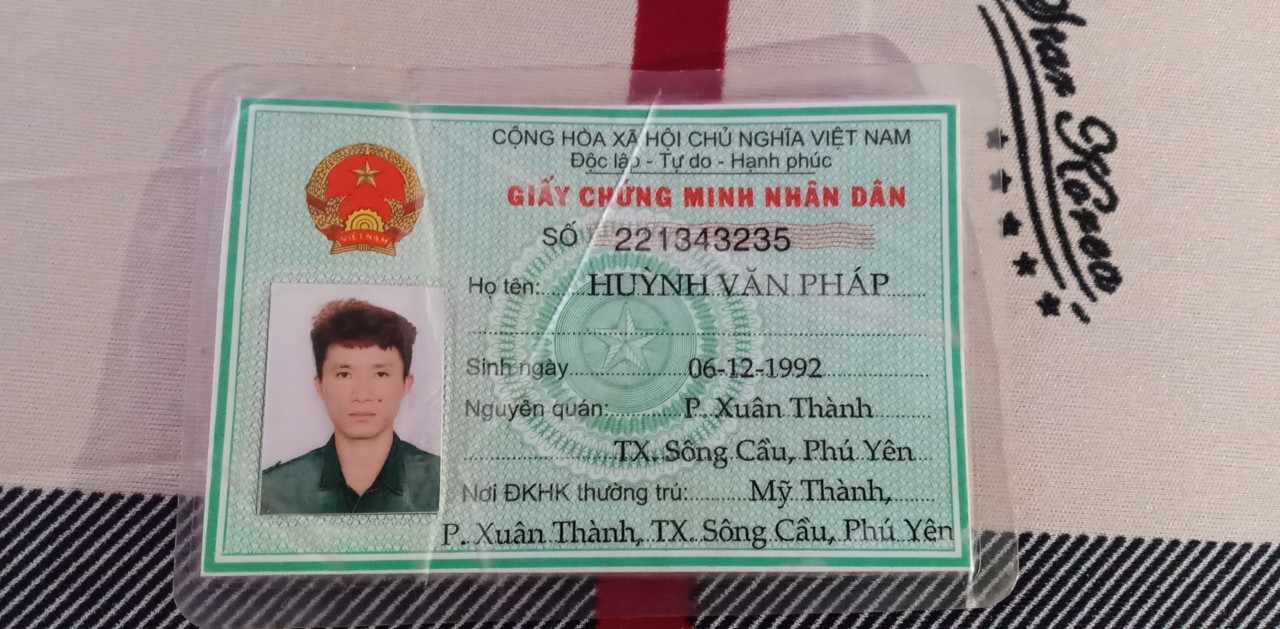 CỘNG HÒA XÃ HỘI CHỦ NGHĨA VIỆT NAM
Độc lập - Tự do - Hạnh phúc
GIẤY CHỨNG MINH NHÂN DÂN
SỐ 221343235
Họ tên: HUỲNH VĂN PHÁP
Sinh ngày 06-12-1992
Nguyên quán: P. Xuân Thành
TX. Sông Cầu, Phú Yên
Nơi ĐKHK thường trú: Mỹ Thành,
P. Xuân Thành, TX. Sông Cầu, Phú Yên
VIỆT NAM